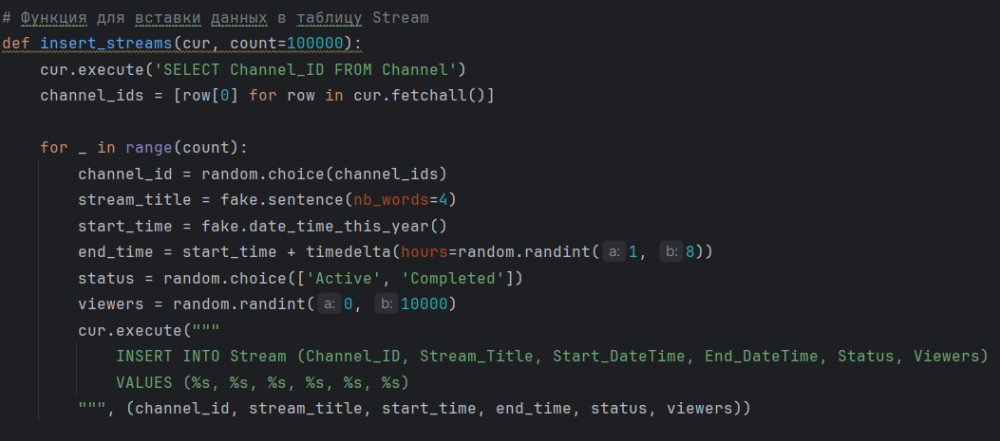 # Функция для вставки данных в таблицу Stream
def insert_streams(cur, count=100000):
    cur.execute('SELECT Channel_ID FROM Channel')
    channel_ids = [row[0] for row in cur.fetchall()]

    for _ in range(count):
        channel_id = random.choice(channel_ids)
        stream_title = fake.sentence(nb_words=4)
        start_time = fake.date_time_this_year()
        end_time = start_time + timedelta(hours=random.randint( a: 1,  b: 8))
        status = random.choice(['Active', 'Completed'])
        viewers = random.randint( a: 0,  b: 10000)
        cur.execute("""
            INSERT INTO Stream (Channel_ID, Stream_Title, Start_DateTime, End_DateTime, Status, Viewers)
            VALUES (%s, %s, %s, %s, %s, %s)
        """, (channel_id, stream_title, start_time, end_time, status, viewers))